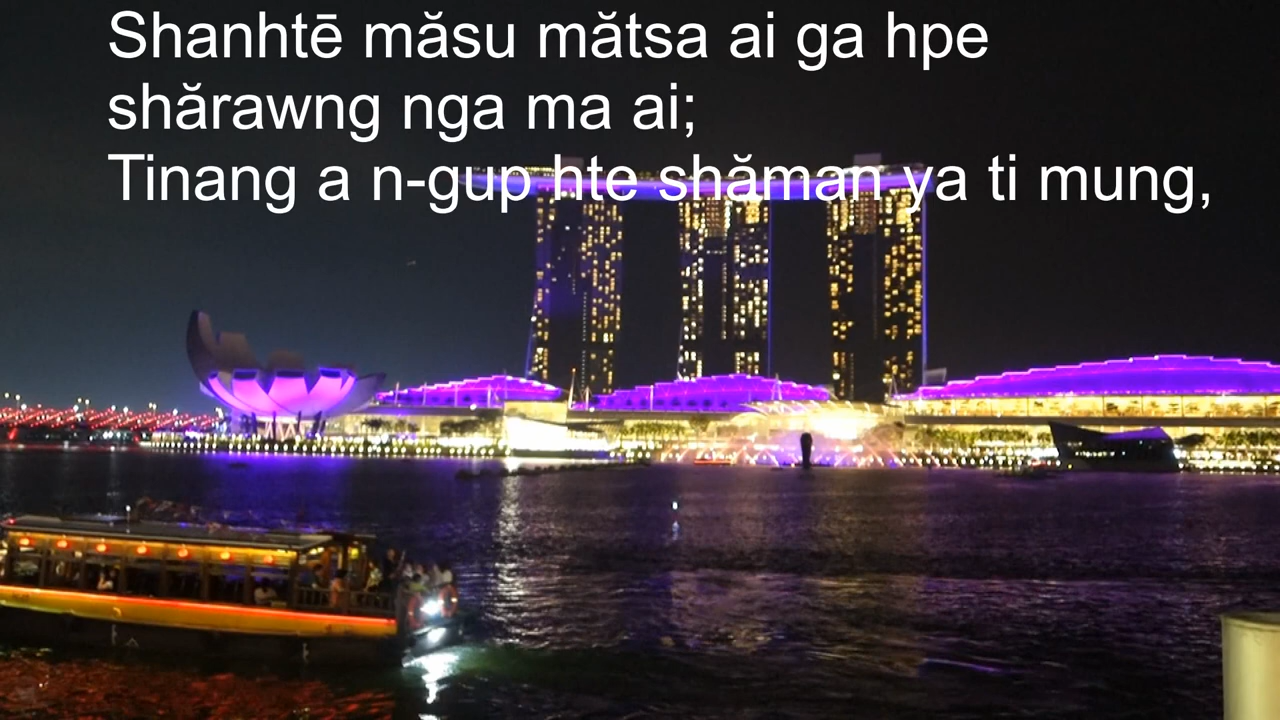 Shanhtē măsu mătsa ai ga hpe
shărawng nga ma ai;
Tinang a n-gup hte shăman ya ti mung,